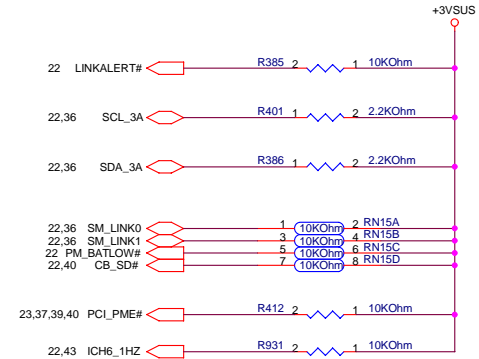 +3VSUS
22 LINKALERT# R385 2 1 10KOhm
22,36 SCL_3A R401 1 2 2.2KOhm
22,36 SDA_3A R386 1 2 2.2KOhm
22,36 SM_LINK0 1 10KOhm 2 RN15A
22,36 SM_LINK1 3 10KOhm 4 RN15B
22 PM_BATLOW# 5 10KOhm 6 RN15C
22,40 CB_SD# 7 10KOhm 8 RN15D
23,37,39,40 PCI_PME# R412 2 1 10KOhm
22,43 ICH6_1HZ R931 2 1 10KOhm